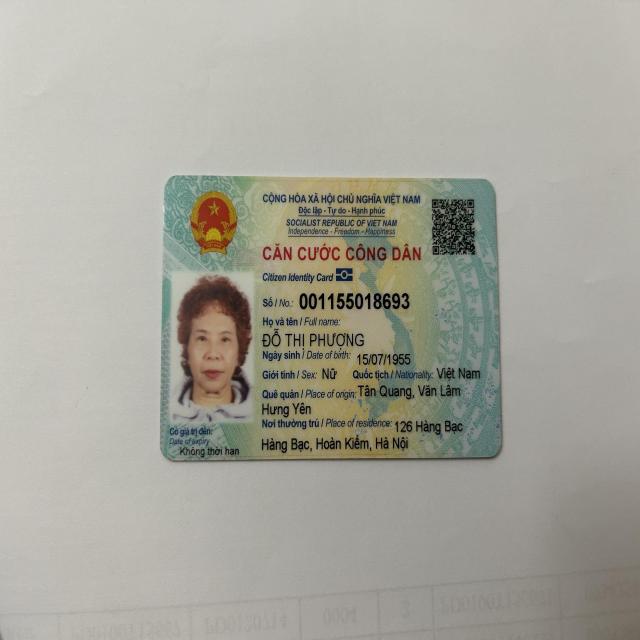 CỘNG HÒA XÃ HỘI CHỦ NGHĨA VIỆT NAM
Độc lập - Tự do - Hạnh phúc
SOCIALIST REPUBLIC OF VIET NAM
Independence - Freedom - Happiness
CĂN CƯỚC CÔNG DÂN
Citizen Identity Card
Số / No.: 001155018693
Họ và tên / Full name:
ĐỖ THỊ PHƯỢNG
Ngày sinh / Date of birth: 15/07/1955
Giới tính / Sex: Nữ Quốc tịch / Nationality: Việt Nam
Quê quán / Place of origin: Tân Quang, Văn Lâm
Hưng Yên
Nơi thường trú / Place of residence: 126 Hàng Bạc
Hàng Bạc, Hoàn Kiếm, Hà Nội
Có giá trị đến:
Date of expiry
Không thời hạn